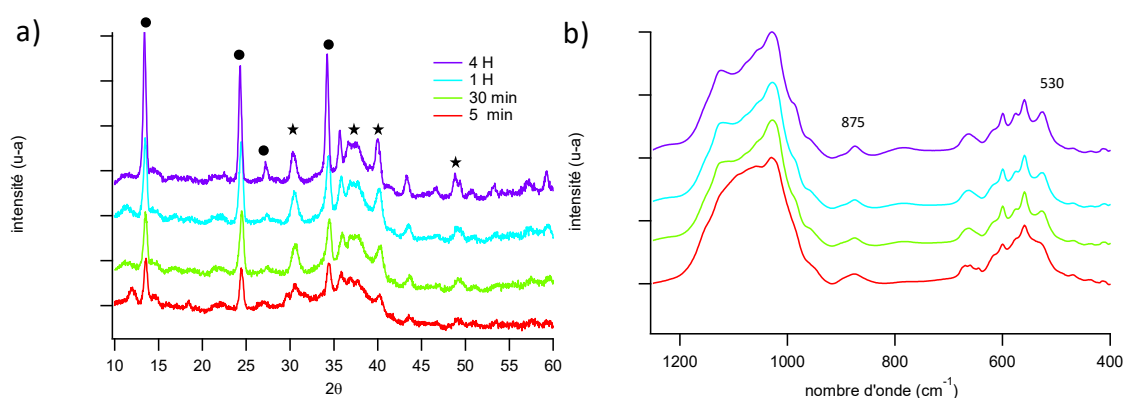 a)
intensité (u-a)
4 H
1 H
30 min
5 min
10 15 20 25 30 35 40 45 50 55 60
2θ
b)
intensité (u-a)
875
530
1200 1000 800 600 400
nombre d'onde (cm⁻¹)